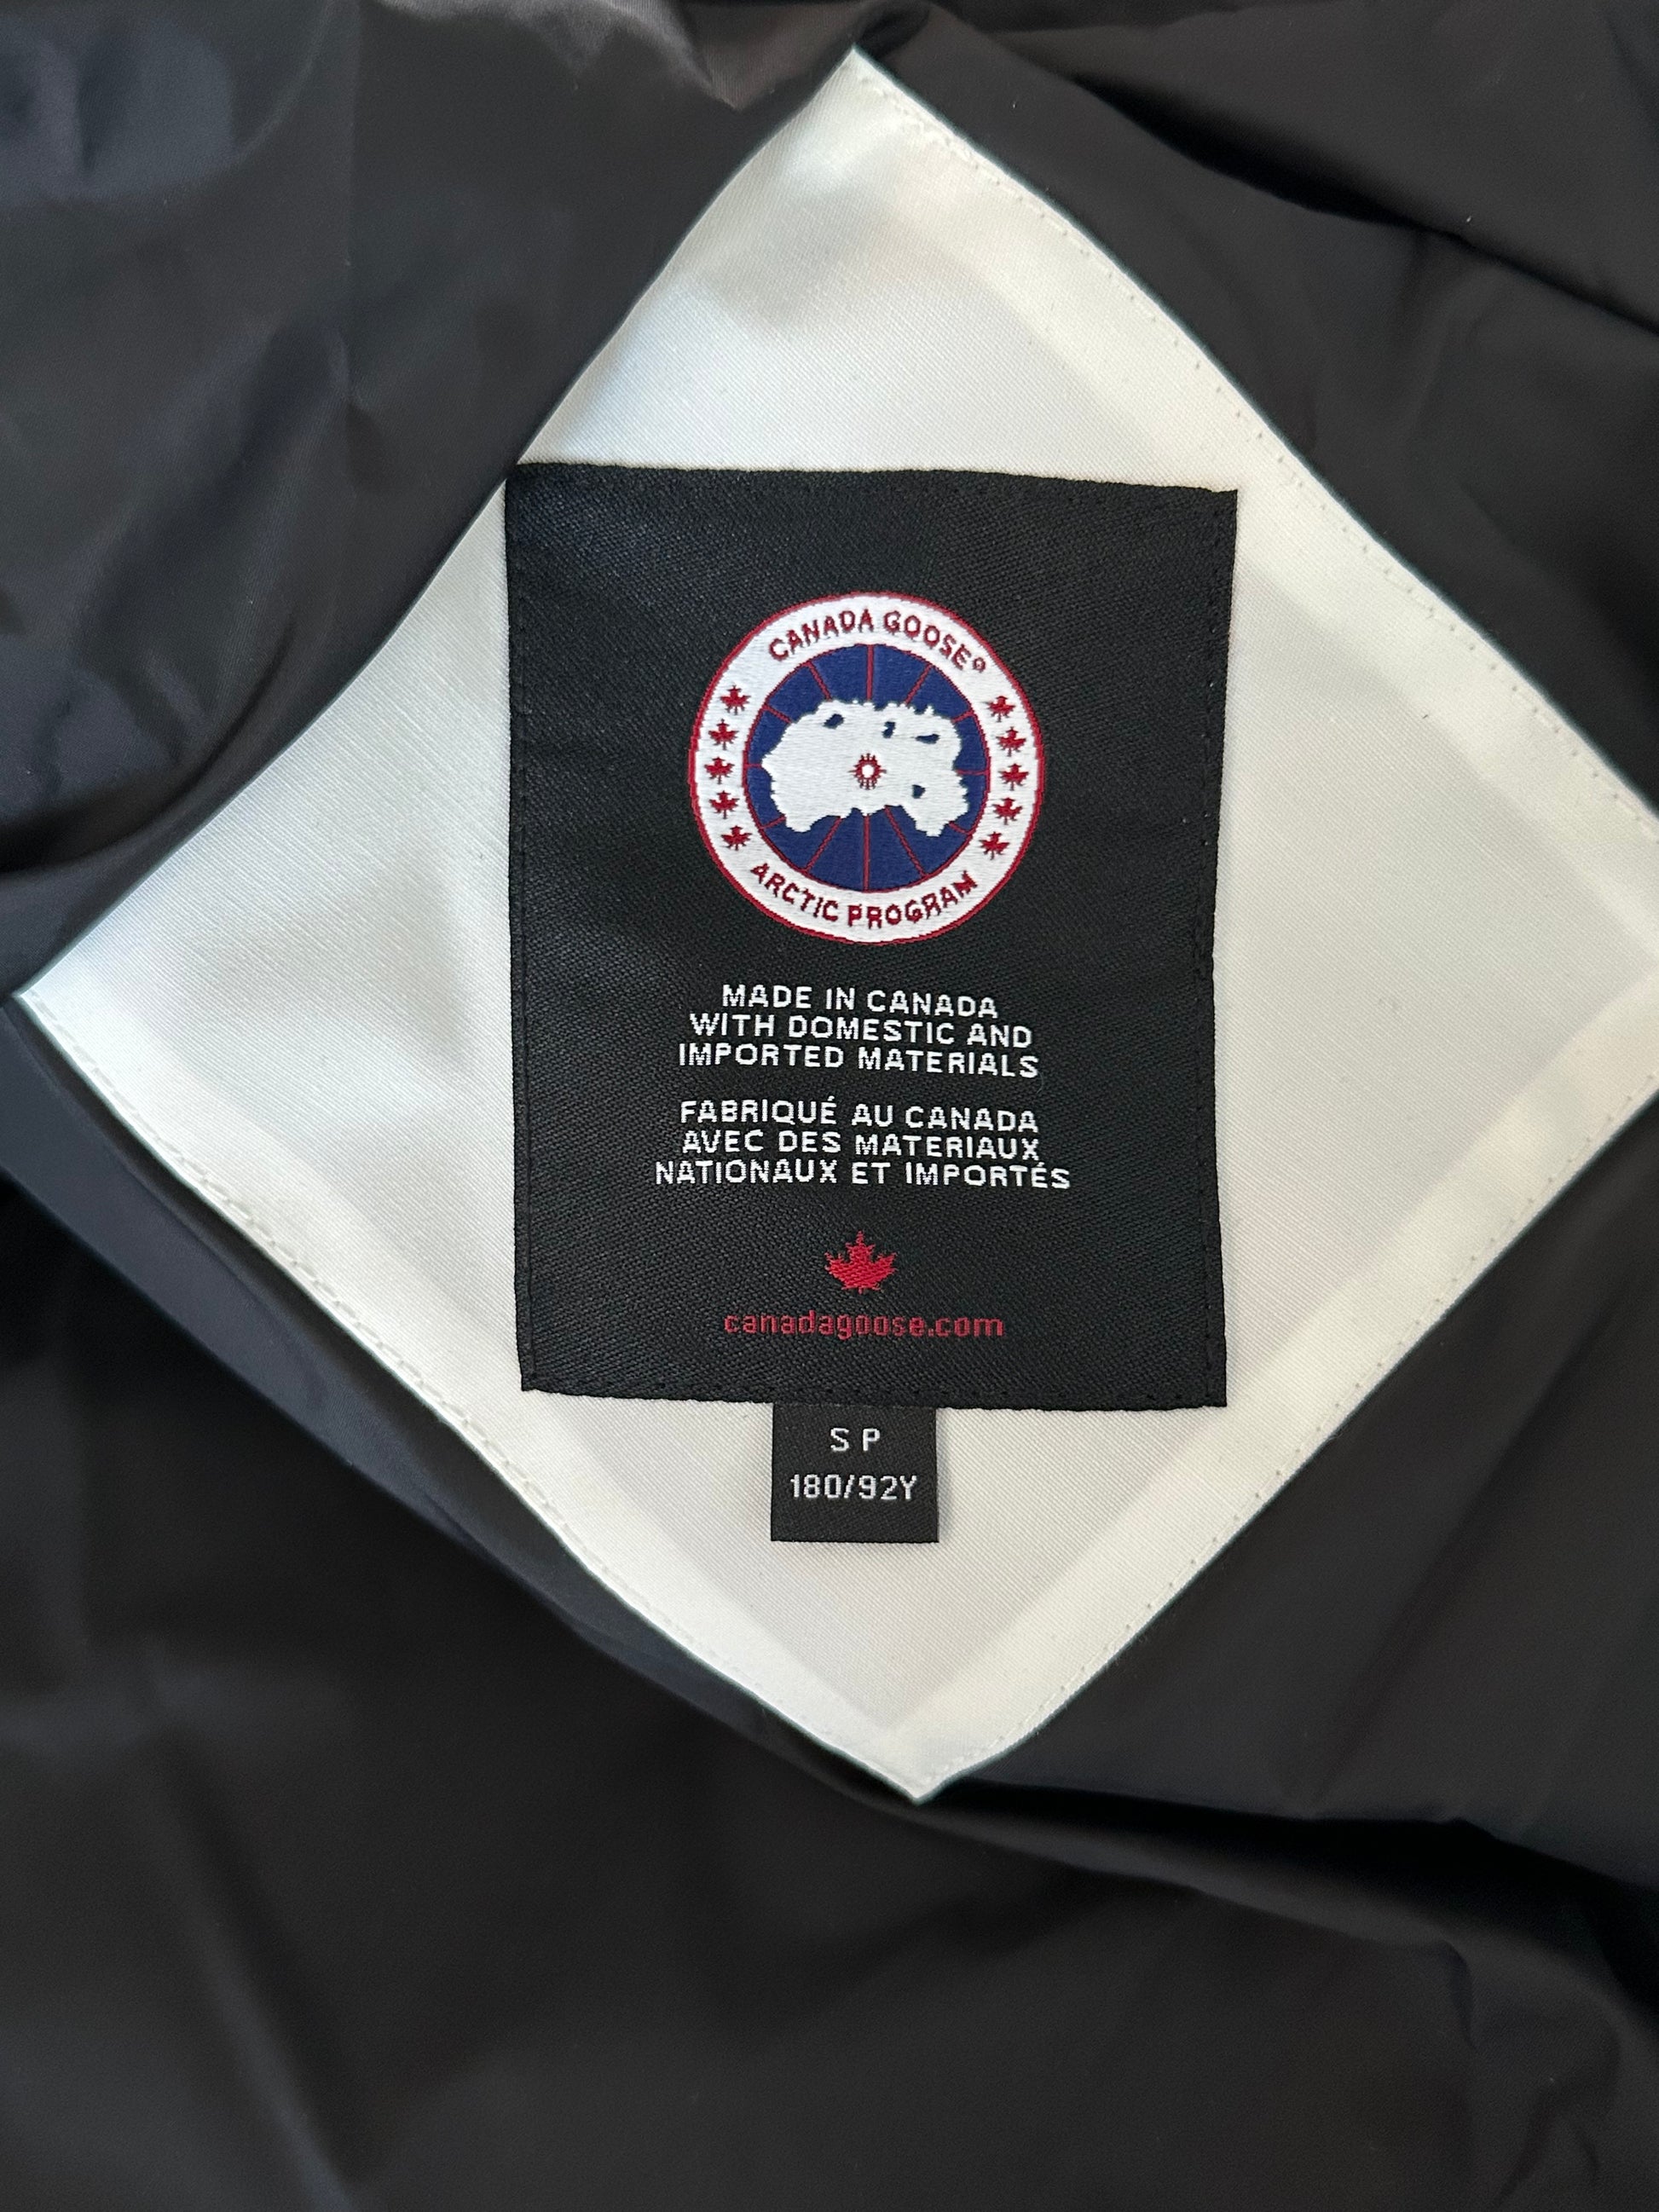 CANADA GOOSE®
ARCTIC PROGRAM
MADE IN CANADA
WITH DOMESTIC AND
IMPORTED MATERIALS
FABRIQUÉ AU CANADA
AVEC DES MATERIAUX
NATIONAUX ET IMPORTÉS
canadagoose.com
S P
180/92Y